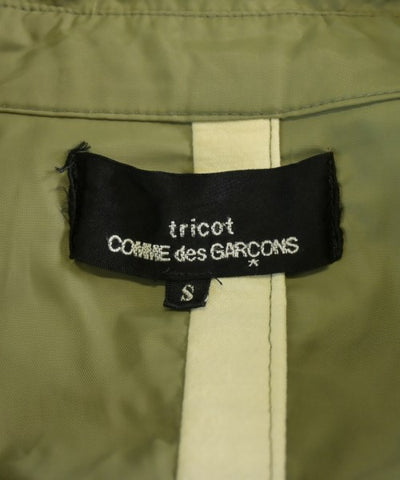 tricot
COMME des GARÇONS
S